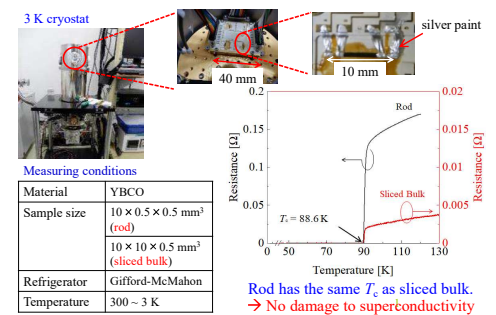 3 K cryostat
silver paint
40 mm
10 mm
Measuring conditions
Material YBCO
Sample size 10 × 0.5 × 0.5 mm³
(rod)
10 × 10 × 0.5 mm³
(sliced bulk)
Refrigerator Gifford-McMahon
Temperature 300 ~ 3 K
0.2 0.02
Rod
0.15 0.015
Resistance [Ω] Resistance [Ω]
0.1 0.01
Sliced Bulk
0.05 0.005
Tc = 88.6 K
0 0
0 50 60 70 80 90 100 110 120 130
Temperature [K]
Rod has the same Tc as sliced bulk.
→ No damage to superconductivity